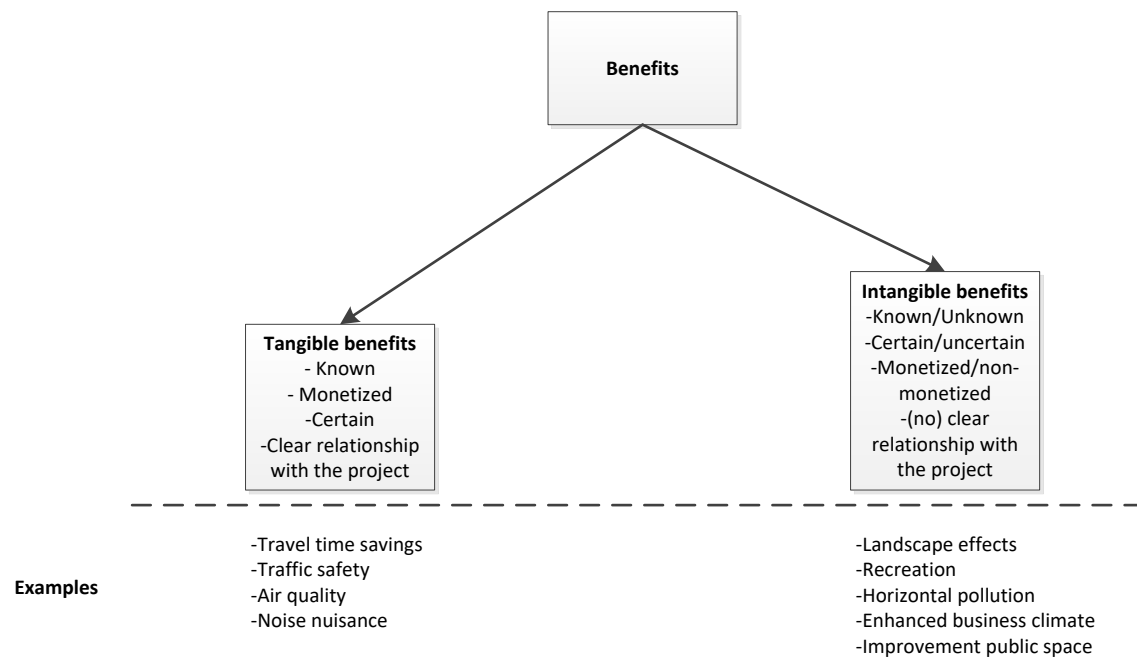 Benefits
Tangible benefits
- Known
- Monetized
-Certain
-Clear relationship
with the project
Intangible benefits
-Known/Unknown
-Certain/uncertain
-Monetized/non-
monetized
-(no) clear
relationship with
the project
Examples
-Travel time savings
-Traffic safety
-Air quality
-Noise nuisance
-Landscape effects
-Recreation
-Horizontal pollution
-Enhanced business climate
-Improvement public space